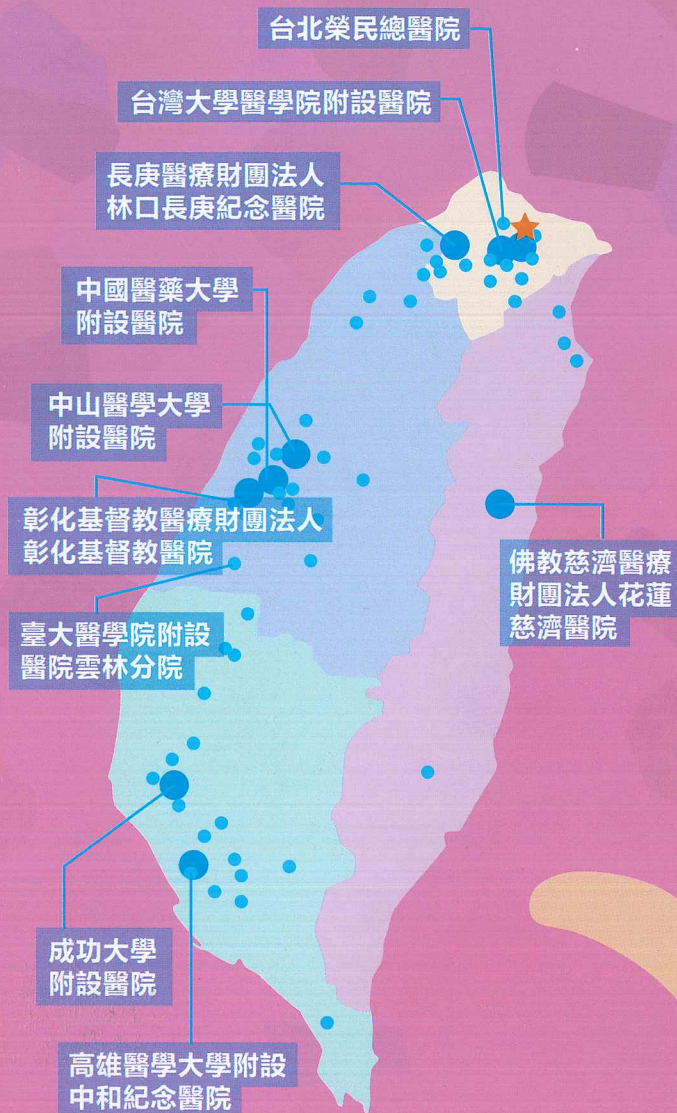 台北榮民總醫院
台灣大學醫學院附設醫院
長庚醫療財團法人
林口長庚紀念醫院
中國醫藥大學
附設醫院
中山醫學大學
附設醫院
彰化基督教醫療財團法人
彰化基督教醫院
佛教慈濟醫療
財團法人花蓮
慈濟醫院
臺大醫學院附設
醫院雲林分院
成功大學
附設醫院
高雄醫學大學附設
中和紀念醫院